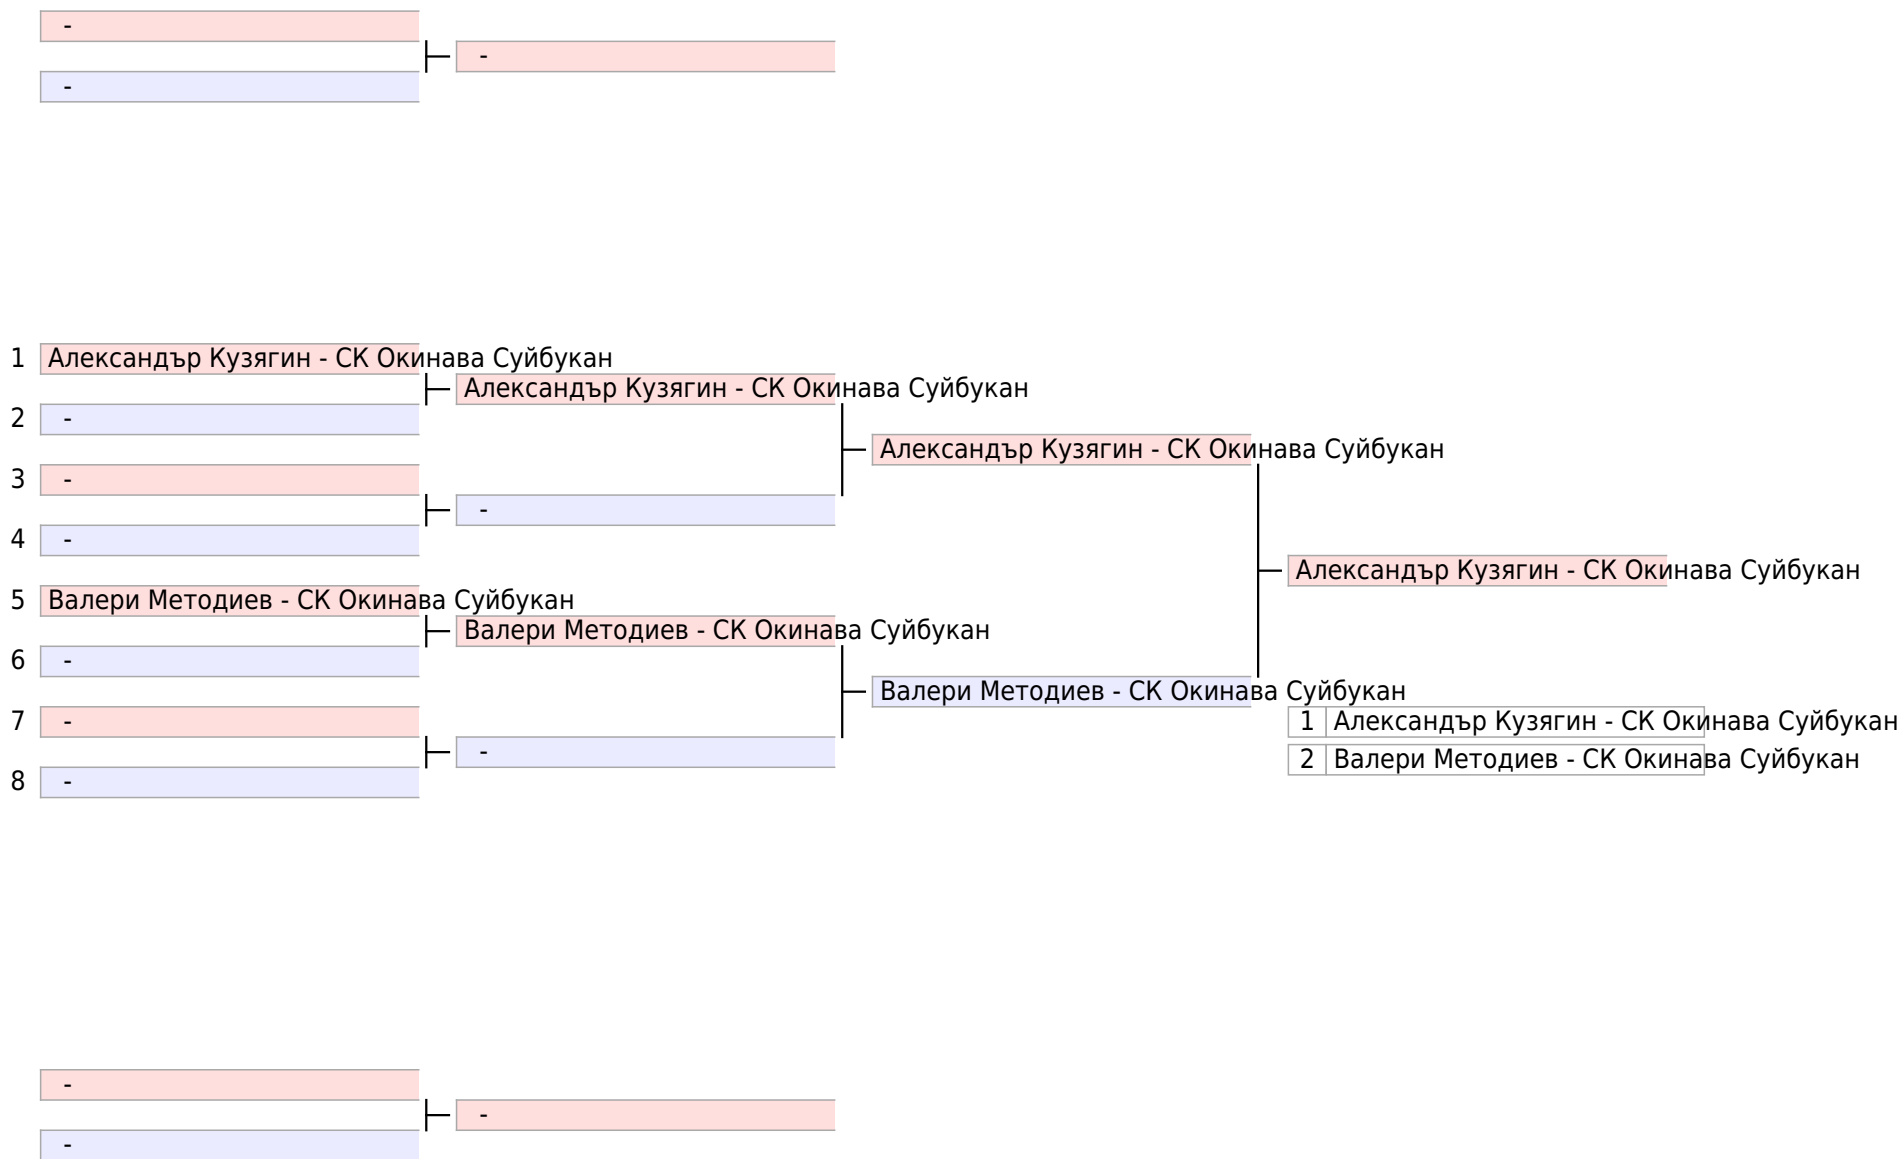 -
-
-
1 Александър Кузягин - СК Окинава Суйбукан
Александър Кузягин - СК Окинава Суйбукан
2 -
Александър Кузягин - СК Окинава Суйбукан
3 -
-
4 -
Александър Кузягин - СК Окинава Суйбукан
5 Валери Методиев - СК Окинава Суйбукан
Валери Методиев - СК Окинава Суйбукан
6 -
Валери Методиев - СК Окинава Суйбукан
7 -
1 Александър Кузягин - СК Окинава Суйбукан
-
2 Валери Методиев - СК Окинава Суйбукан
8 -
-
-
-